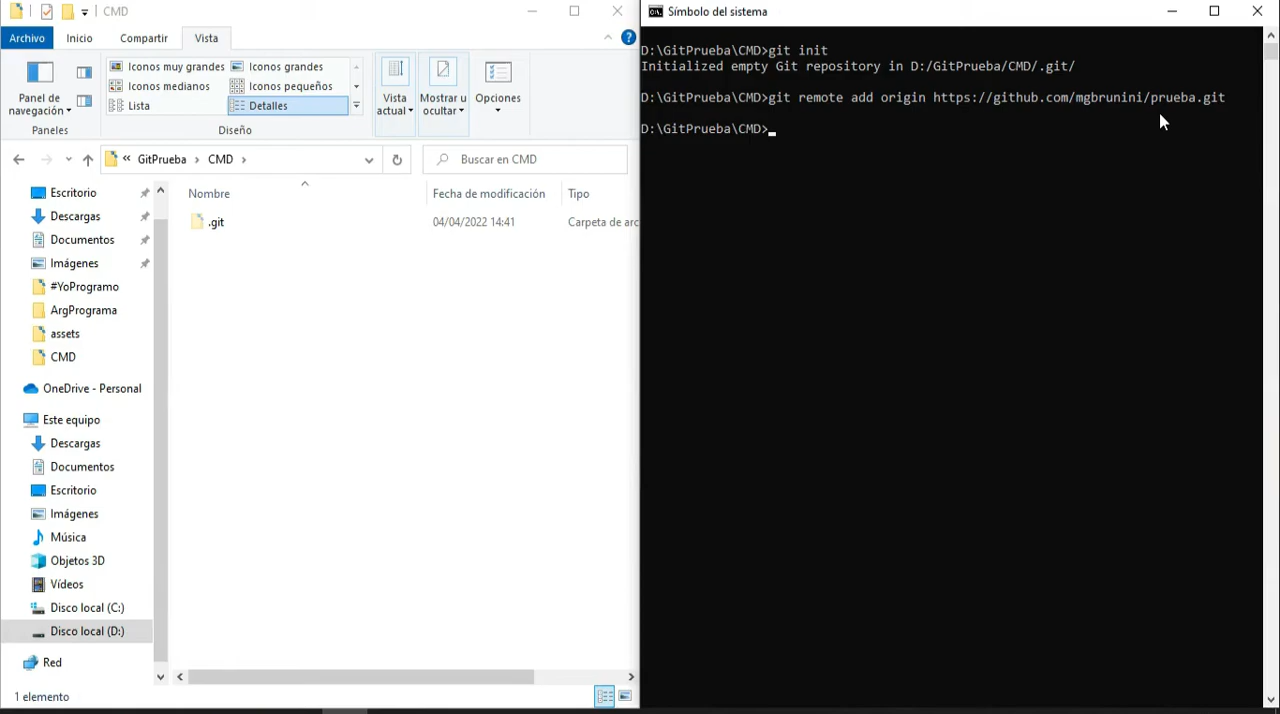 CMD
Archivo
Inicio
Compartir
Vista
Panel de navegación
Iconos muy grandes
Iconos grandes
Iconos medianos
Iconos pequeños
Lista
Detalles
Vista actual
Mostrar u ocultar
Opciones
Paneles
Diseño
« GitPrueba > CMD >
Buscar en CMD
Nombre
Fecha de modificación
Tipo
.git
04/04/2022 14:41
Carpeta de arc
Escritorio
Descargas
Documentos
Imágenes
#YoProgramo
ArgPrograma
assets
CMD
OneDrive - Personal
Este equipo
Descargas
Documentos
Escritorio
Imágenes
Música
Objetos 3D
Vídeos
Disco local (C:)
Disco local (D:)
Red
1 elemento
Símbolo del sistema
D:\GitPrueba\CMD>git init
Initialized empty Git repository in D:/GitPrueba/CMD/.git/
D:\GitPrueba\CMD>git remote add origin https://github.com/mgbrunini/prueba.git
D:\GitPrueba\CMD>